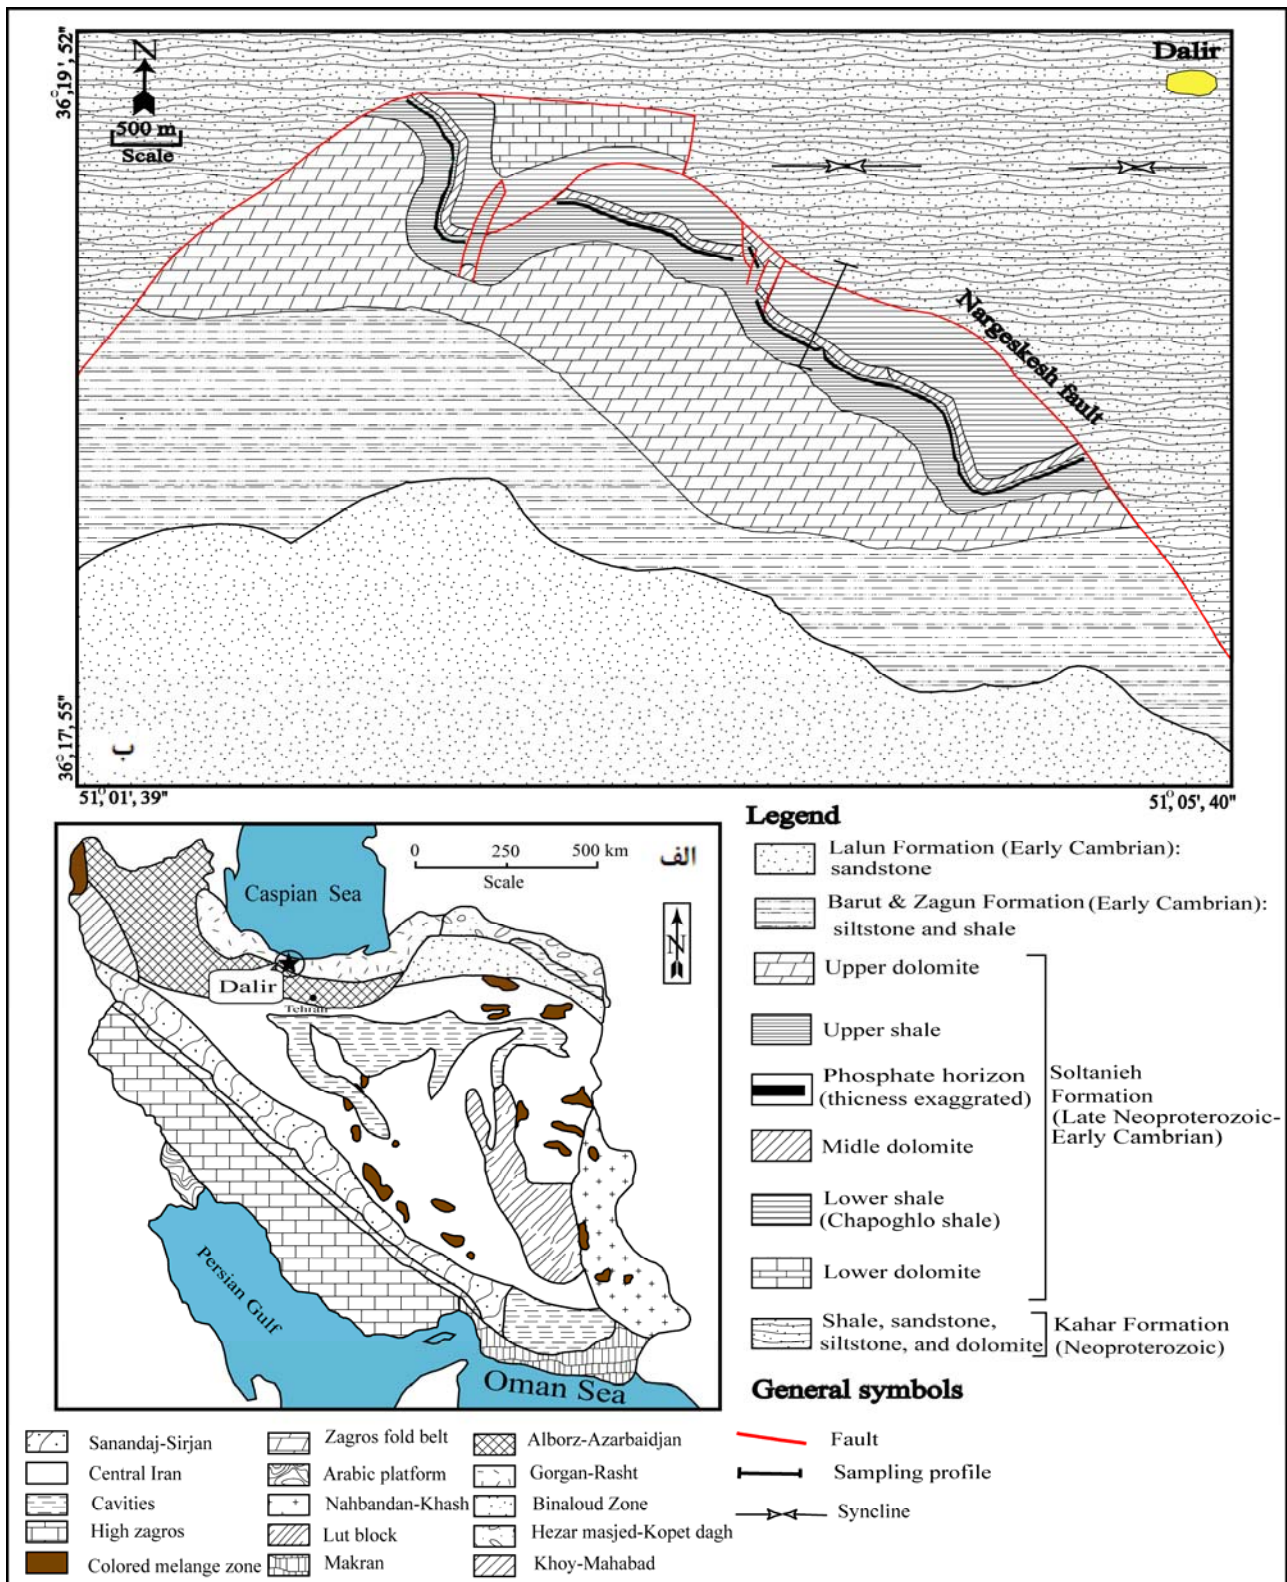 36°, 19', 52"
N
500 m
Scale
Dalir
Nargeskesh fault
36°, 17', 55"
ب
51°, 01', 39"
51°, 05', 40"
Caspian Sea
0 250 500 km
Scale
الف
N
Dalir
Tehran
Persian Gulf
Oman Sea
Legend
Lalun Formation (Early Cambrian):
sandstone
Barut & Zagun Formation (Early Cambrian):
siltstone and shale
Upper dolomite
Upper shale
Phosphate horizon
(thicness exaggrated)
Midle dolomite
Lower shale
(Chapoghlo shale)
Lower dolomite
Soltanieh
Formation
(Late Neoproterozoic-
Early Cambrian)
Shale, sandstone,
siltstone, and dolomite
Kahar Formation
(Neoproterozoic)
General symbols
Fault
Sampling profile
Syncline
Sanandaj-Sirjan
Central Iran
Cavities
High zagros
Colored melange zone
Zagros fold belt
Arabic platform
Nahbandan-Khash
Lut block
Makran
Alborz-Azarbaidjan
Gorgan-Rasht
Binaloud Zone
Hezar masjed-Kopet dagh
Khoy-Mahabad